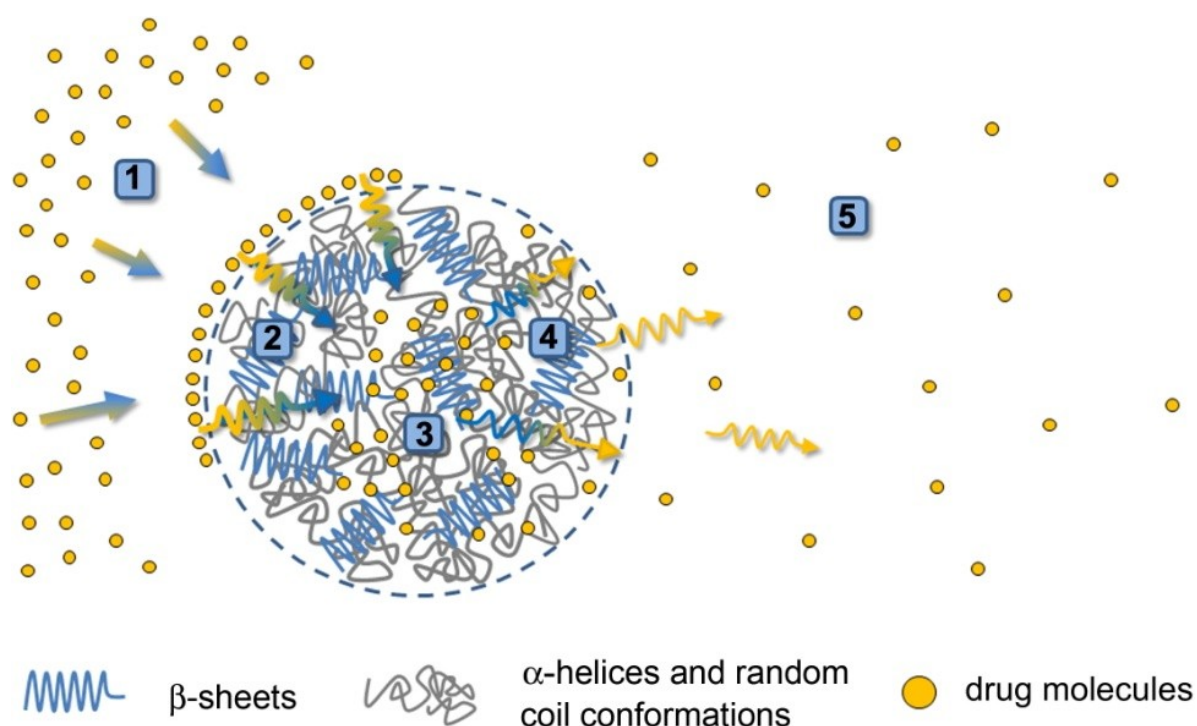 1
5
2
4
3
β-sheets
α-helices and random
coil conformations
drug molecules